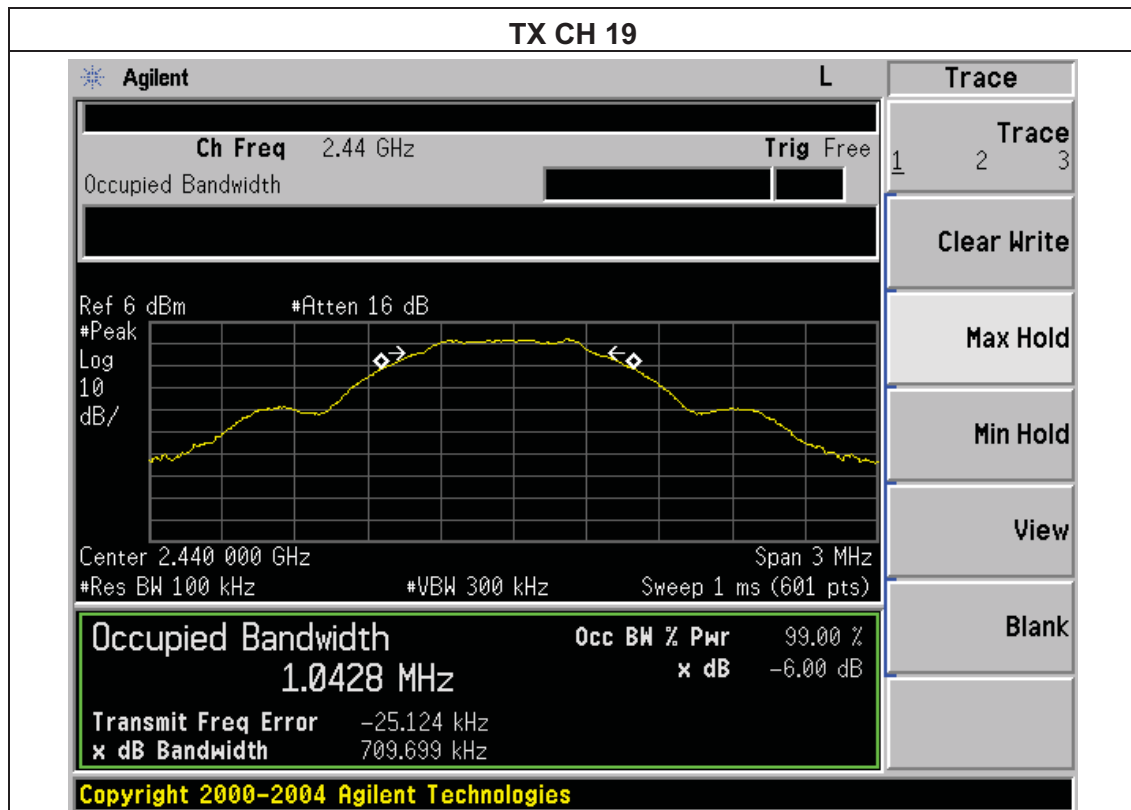 TX CH 19
Agilent L Trace
Ch Freq 2.44 GHz Trig Free
Occupied Bandwidth
Trace
1 2 3
Clear Write
Max Hold
Min Hold
View
Blank
Ref 6 dBm #Atten 16 dB
#Peak
Log
10
dB/
Center 2.440 000 GHz Span 3 MHz
#Res BW 100 kHz #VBW 300 kHz Sweep 1 ms (601 pts)
Occupied Bandwidth
1.0428 MHz
Occ BW % Pwr 99.00 %
x dB -6.00 dB
Transmit Freq Error -25.124 kHz
x dB Bandwidth 709.699 kHz
Copyright 2000-2004 Agilent Technologies